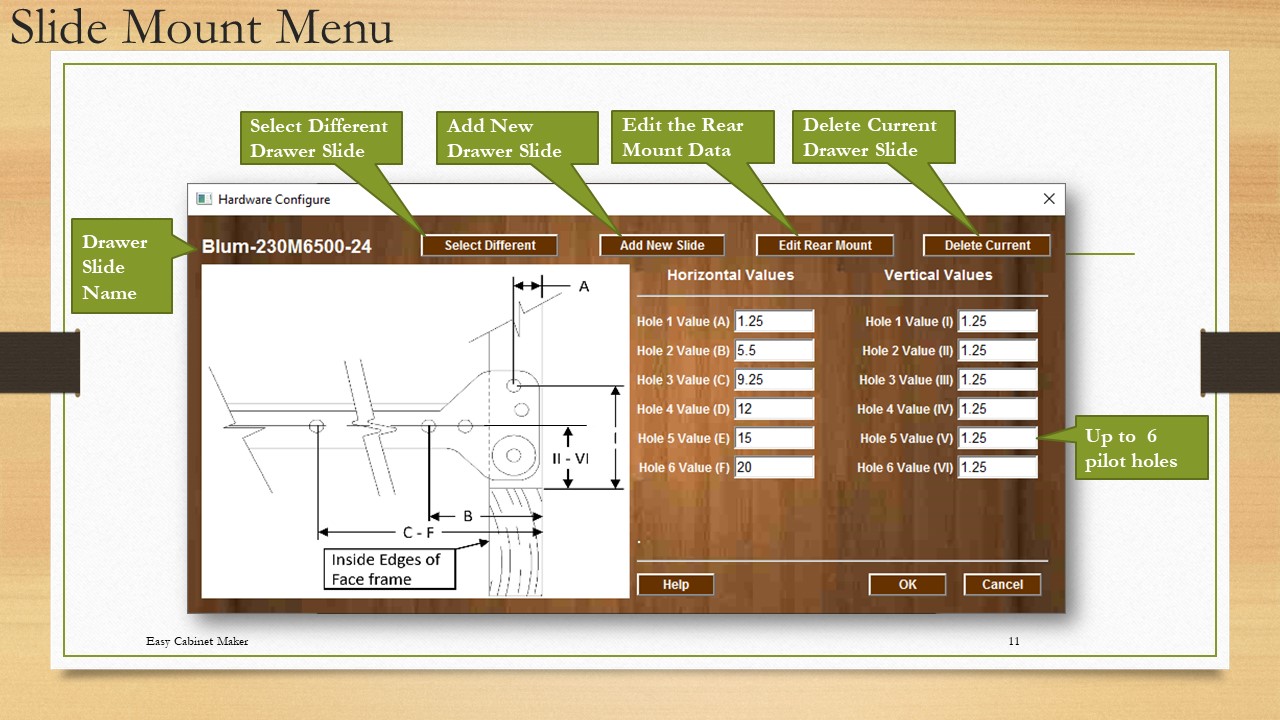 Slide Mount Menu
Select Different
Drawer Slide
Add New
Drawer Slide
Edit the Rear
Mount Data
Delete Current
Drawer Slide
Drawer
Slide
Name
Hardware Configure
Blum-230M6500-24
Select Different
Add New Slide
Edit Rear Mount
Delete Current
A
I
II - VI
B
C - F
Inside Edges of
Face frame
Horizontal Values
Vertical Values
Hole 1 Value (A) 1.25
Hole 1 Value (I) 1.25
Hole 2 Value (B) 5.5
Hole 2 Value (II) 1.25
Hole 3 Value (C) 9.25
Hole 3 Value (III) 1.25
Hole 4 Value (D) 12
Hole 4 Value (IV) 1.25
Hole 5 Value (E) 15
Hole 5 Value (V) 1.25
Hole 6 Value (F) 20
Hole 6 Value (VI) 1.25
.
Up to 6
pilot holes
Help
OK
Cancel
Easy Cabinet Maker
11